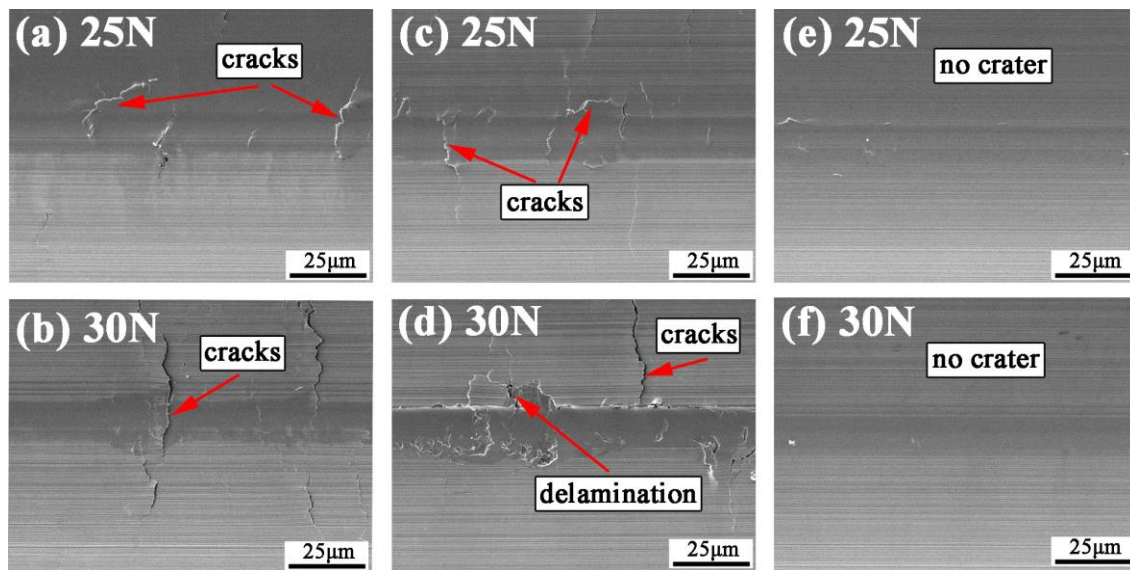 (a) 25N
cracks
25μm
(c) 25N
cracks
25μm
(e) 25N
no crater
25μm
(b) 30N
cracks
25μm
(d) 30N
cracks
delamination
25μm
(f) 30N
no crater
25μm